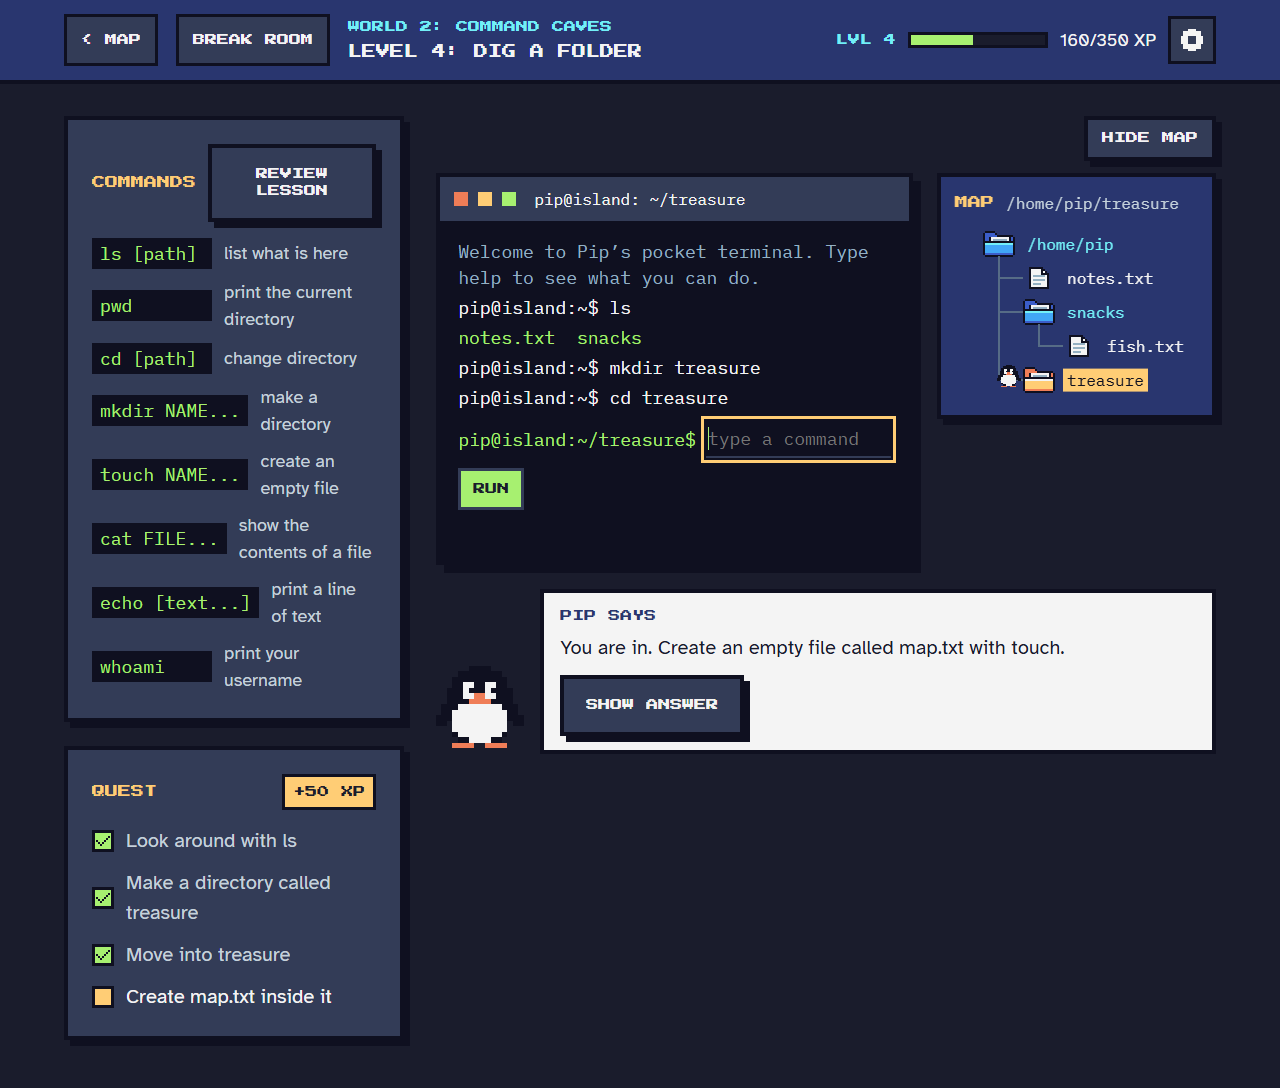 < MAP
BREAK ROOM
WORLD 2: COMMAND CAVES
LEVEL 4: DIG A FOLDER
LVL 4
160/350 XP
COMMANDS
REVIEW
LESSON
ls [path] list what is here
pwd print the current
directory
cd [path] change directory
mkdir NAME... make a
directory
touch NAME... create an
empty file
cat FILE... show the
contents of a file
echo [text...] print a line
of text
whoami print your
username
QUEST
+50 XP
Look around with ls
Make a directory called
treasure
Move into treasure
Create map.txt inside it
pip@island: ~/treasure
Welcome to Pip’s pocket terminal. Type
help to see what you can do.
pip@island:~$ ls
notes.txt  snacks
pip@island:~$ mkdir treasure
pip@island:~$ cd treasure
pip@island:~/treasure$ type a command
RUN
HIDE MAP
MAP /home/pip/treasure
/home/pip
notes.txt
snacks
fish.txt
treasure
PIP SAYS
You are in. Create an empty file called map.txt with touch.
SHOW ANSWER